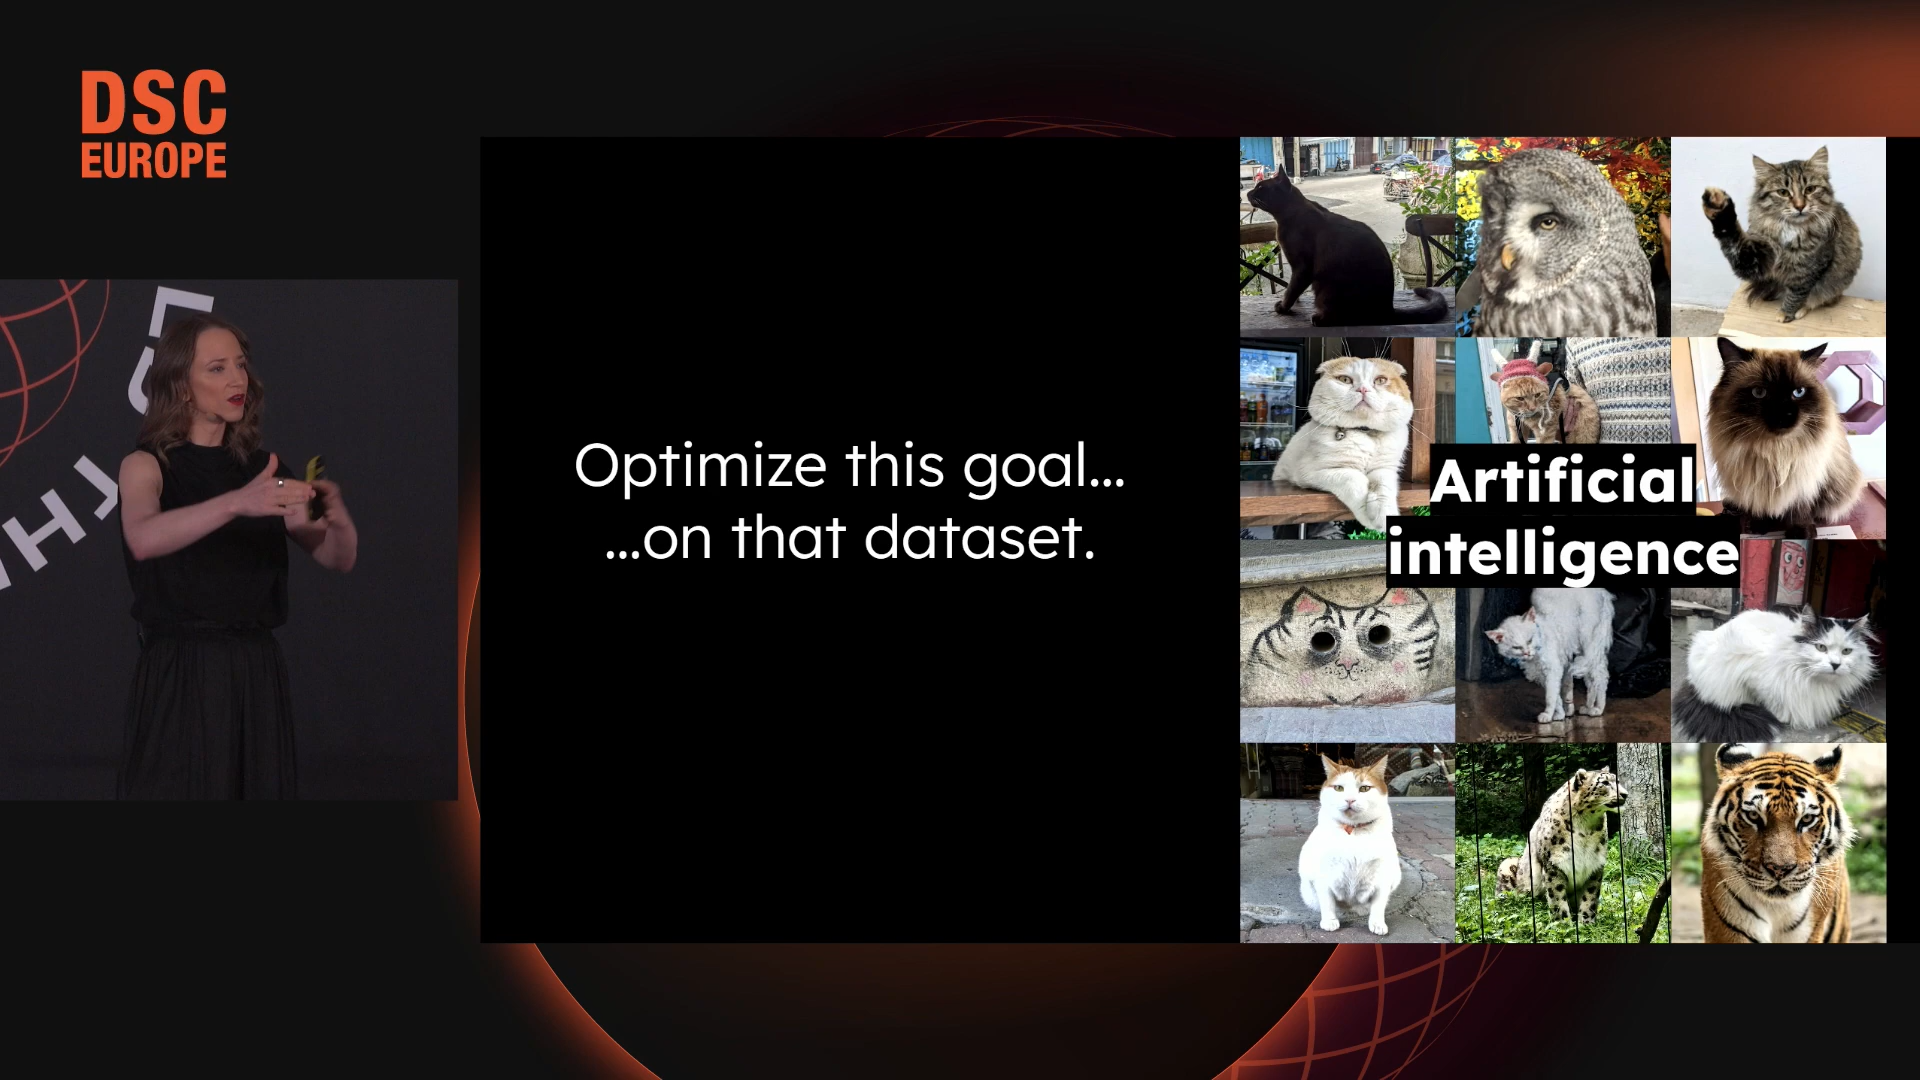 DSC
EUROPE
Optimize this goal...
...on that dataset.
Artificial
intelligence